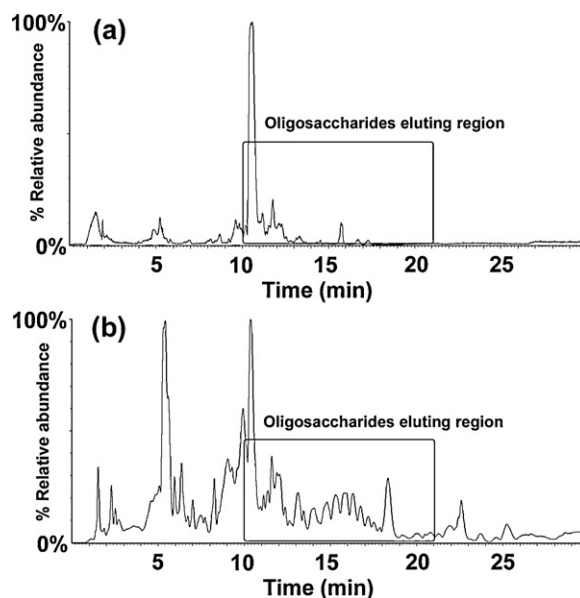 (a)
100%
% Relative abundance
0%
Oligosaccharides eluting region
5 10 15 20 25
Time (min)
(b)
100%
% Relative abundance
0%
Oligosaccharides eluting region
5 10 15 20 25
Time (min)